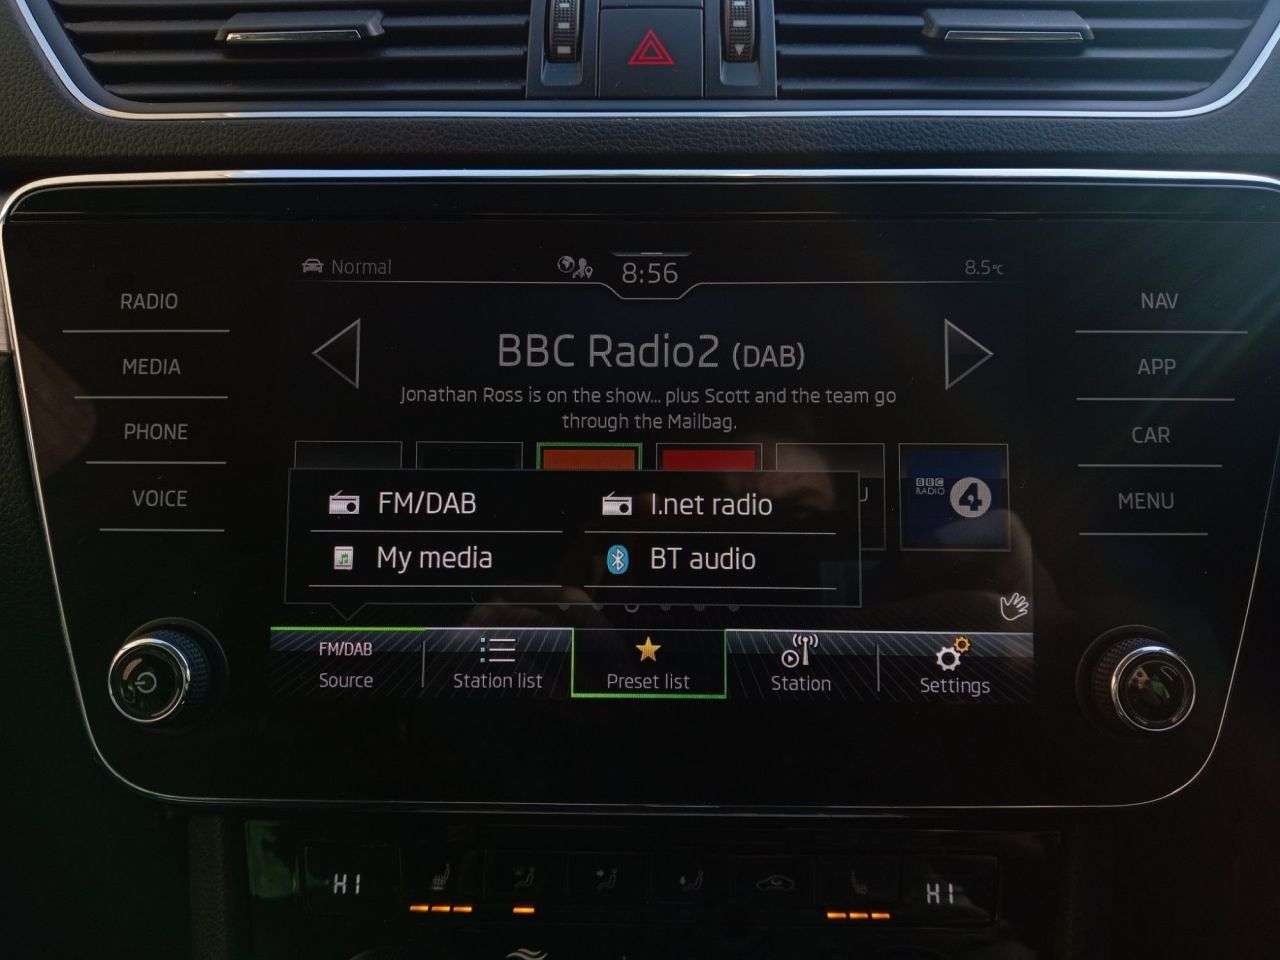 Normal
8:56
8.5°C
RADIO
MEDIA
PHONE
VOICE
NAV
APP
CAR
MENU
BBC Radio2 (DAB)
Jonathan Ross is on the show... plus Scott and the team go
through the Mailbag.
BBC
RADIO
4
FM/DAB
I.net radio
My media
BT audio
FM/DAB
Source
Station list
Preset list
Station
Settings
HI
HI